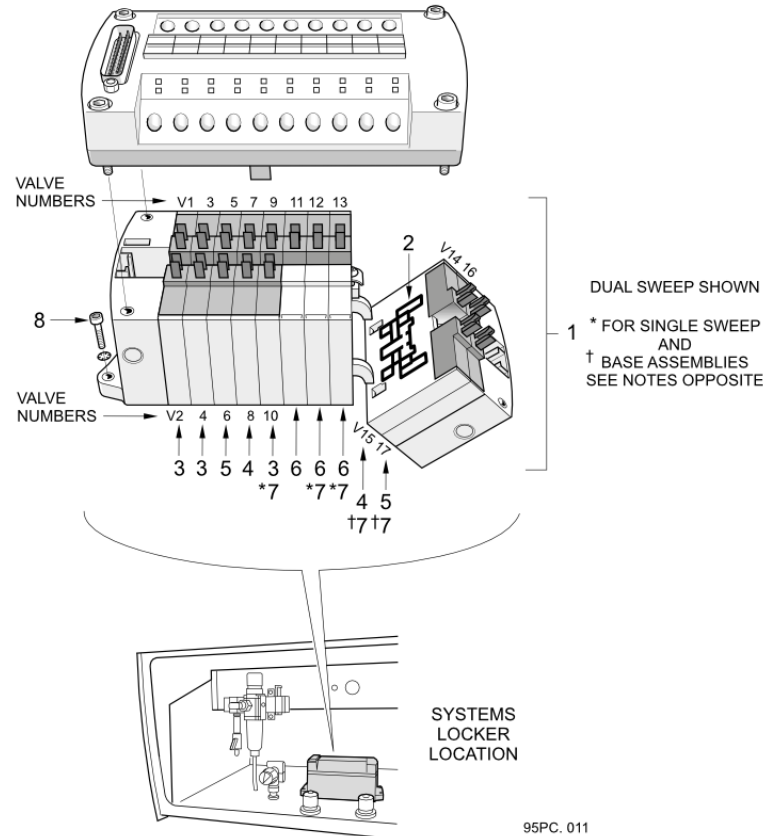 VALVE
NUMBERS
V1 3 5 7 9 11 12 13
2
V14 16
1
DUAL SWEEP SHOWN
* FOR SINGLE SWEEP
AND
† BASE ASSEMBLIES
SEE NOTES OPPOSITE
8
VALVE
NUMBERS
V2 4 6 8 10
V15 17
3 3 5 4 3 6 6 6
*7 *7 *7
4 5
†7 †7
SYSTEMS
LOCKER
LOCATION
95PC. 011